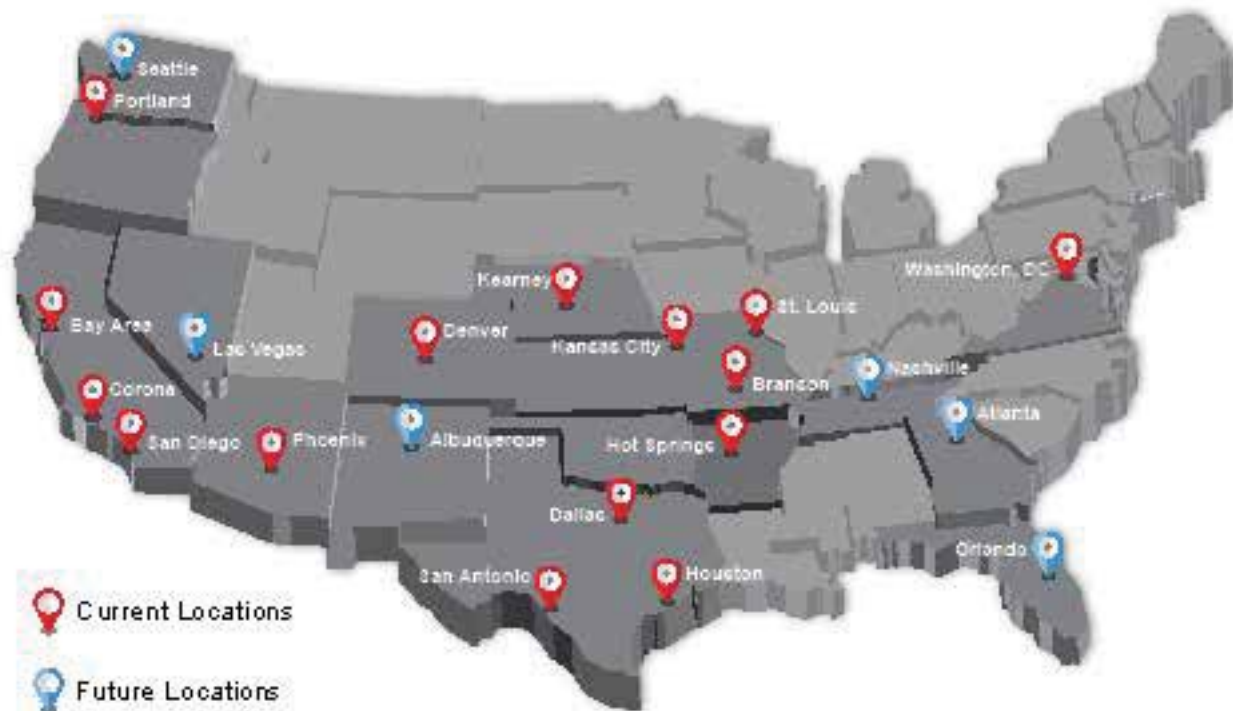 Seattle
Portland
Washington, DC
Kearney
St. Louis
Bay Area
Denver
Las Vegas
Kansas City
Nashville
Branson
Corona
Atlanta
San Diego
Phoenix
Albuquerque
Hot Springs
Dallas
Orlando
San Antonio
Houston
Current Locations
Future Locations